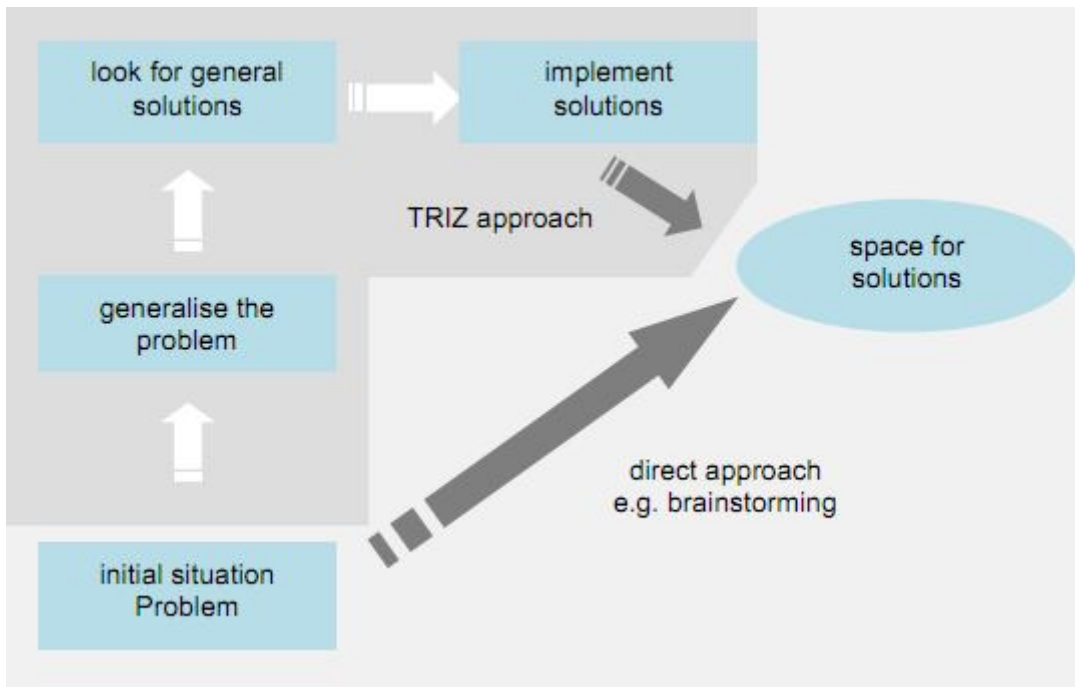 look for general
solutions
implement
solutions
TRIZ approach
space for
solutions
generalise the
problem
direct approach
e.g. brainstorming
initial situation
Problem